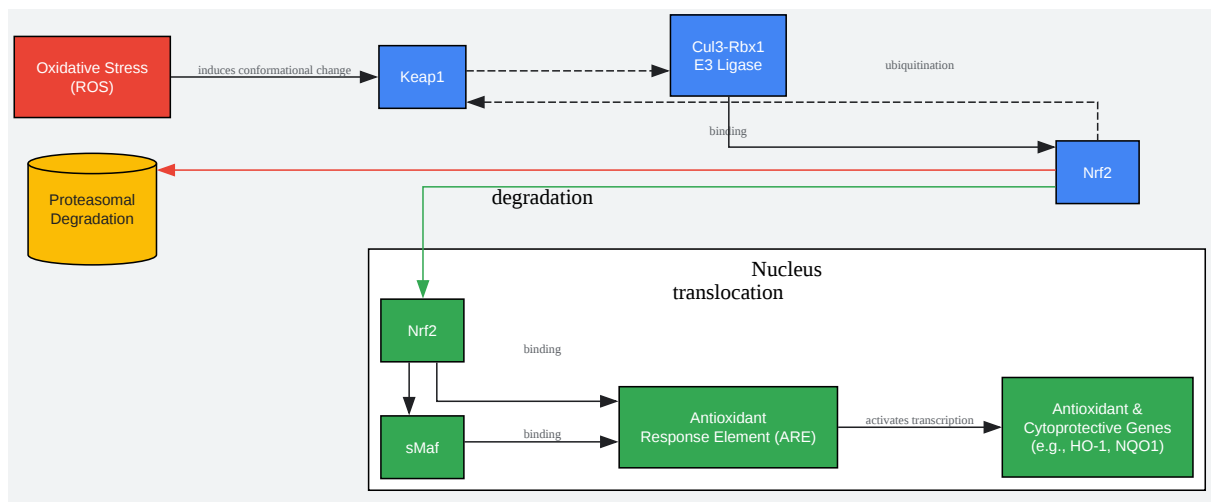 Oxidative Stress
(ROS)
induces conformational change
Keap1
Cul3-Rbx1
E3 Ligase
ubiquitination
binding
Nrf2
Proteasomal
Degradation
degradation
Nucleus
translocation
Nrf2
binding
sMaf
binding
Antioxidant
Response Element (ARE)
activates transcription
Antioxidant &
Cytoprotective Genes
(e.g., HO-1, NQO1)